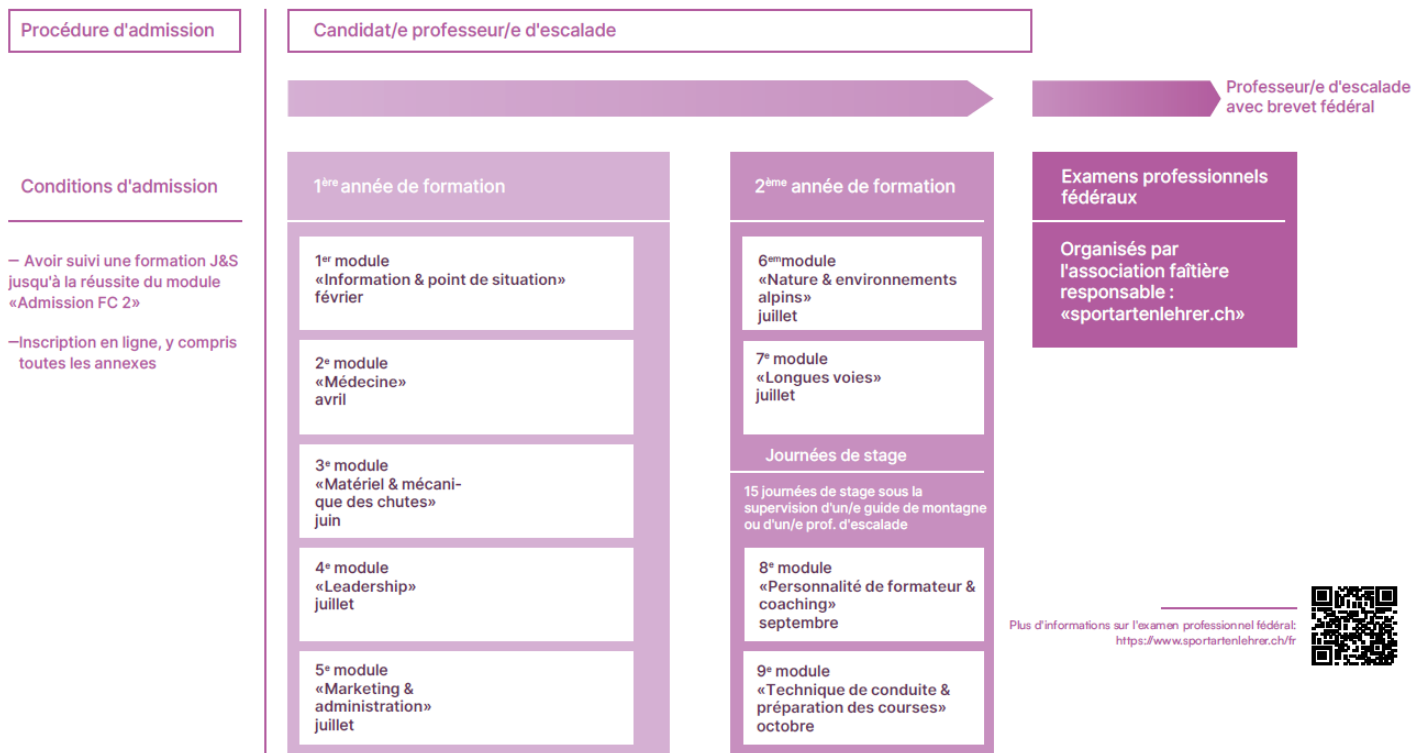 Procédure d'admission
Candidat/e professeur/e d'escalade
Professeur/e d'escalade
avec brevet fédéral
Conditions d'admission
— Avoir suivi une formation J&S
jusqu'à la réussite du module
«Admission FC 2»
—Inscription en ligne, y compris
toutes les annexes
1ère année de formation
1er module
«Information & point de situation»
février
2e module
«Médecine»
avril
3e module
«Matériel & mécani-
que des chutes»
juin
4e module
«Leadership»
juillet
5e module
«Marketing &
administration»
juillet
2ème année de formation
6emmodule
«Nature & environnements
alpins»
juillet
7e module
«Longues voies»
juillet
Journées de stage
15 journées de stage sous la
supervision d'un/e guide de montagne
ou d'un/e prof. d'escalade
8e module
«Personnalité de formateur &
coaching»
septembre
9e module
«Technique de conduite &
préparation des courses»
octobre
Examens professionnels
fédéraux
Organisés par
l'association faîtière
responsable :
«sportartenlehrer.ch»
Plus d'informations sur l'examen professionnel fédéral:
https://www.sportartenlehrer.ch/fr